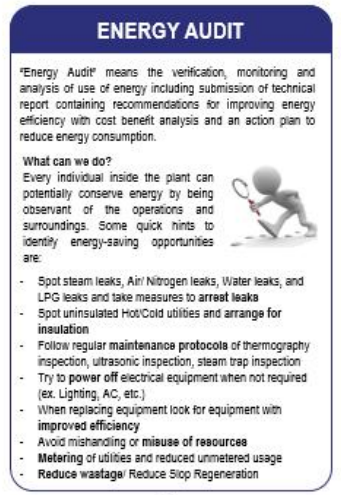 ENERGY AUDIT
"Energy Audit" means the verification, monitoring and
analysis of use of energy including submission of technical
report containing recommendations for improving energy
efficiency with cost benefit analysis and an action plan to
reduce energy consumption.
What can we do?
Every individual inside the plant can
potentially conserve energy by being
observant of the operations and
surroundings. Some quick hints to
identify energy-saving opportunities
are:
- Spot steam leaks, Air/ Nitrogen leaks, Water leaks, and
LPG leaks and take measures to arrest leaks
- Spot uninsulated Hot/Cold utilities and arrange for
insulation
- Follow regular maintenance protocols of thermography
inspection, ultrasonic inspection, steam trap inspection
- Try to power off electrical equipment when not required
(ex. Lighting, AC, etc.)
- When replacing equipment look for equipment with
improved efficiency
- Avoid mishandling or misuse of resources
- Metering of utilities and reduced unmetered usage
- Reduce wastage/ Reduce Slop Regeneration